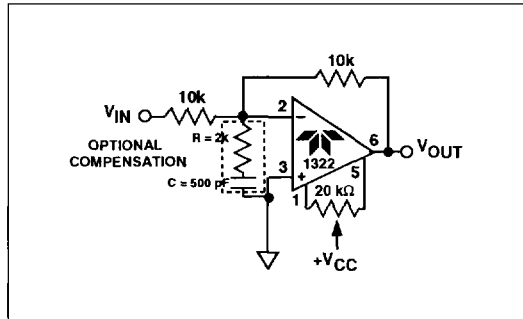 10k
10k
VIN
2
6
VOUT
R = 2k
OPTIONAL
COMPENSATION
1322
3
5
C = 500 pF
20 kΩ
1
+VCC